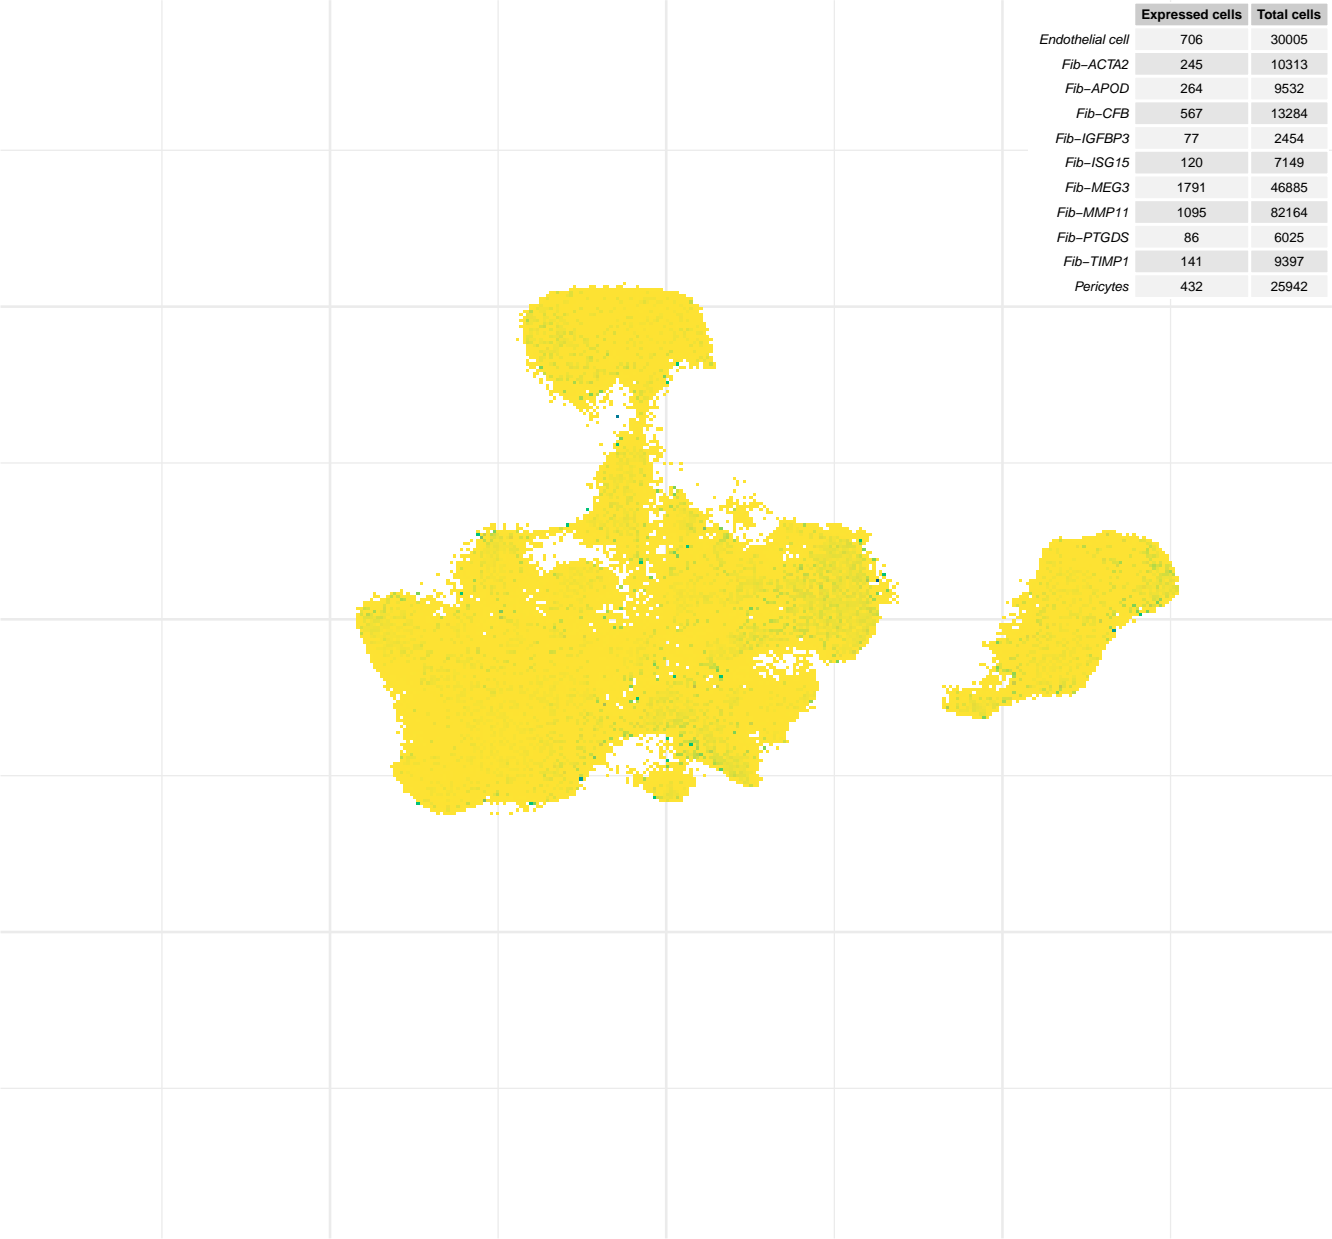 Expressed cells Total cells
Endothelial cell 706 30005
Fib−ACTA2 245 10313
Fib−APOD 264 9532
Fib−CFB 567 13284
Fib−IGFBP3 77 2454
Fib−ISG15 120 7149
Fib−MEG3 1791 46885
Fib−MMP11 1095 82164
Fib−PTGDS 86 6025
Fib−TIMP1 141 9397
Pericytes 432 25942